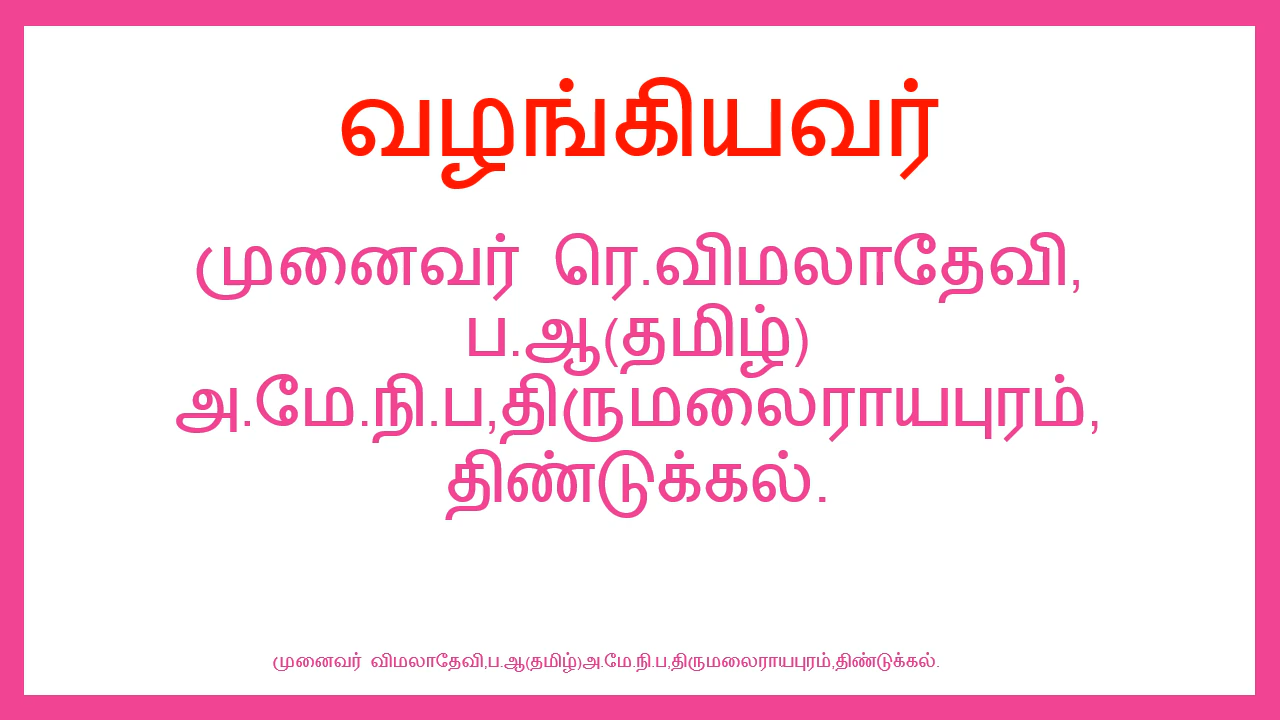 வழங்கியவர்
முனைவர் ரெ.விமலாதேவி,
ப.ஆ(தமிழ்)
அ.மே.நி.ப,திருமலைராயபுரம்,
திண்டுக்கல்.
முனைவர் விமலாதேவி,ப.ஆ(தமிழ்)அ.மே.நி.ப,திருமலைராயபுரம்,திண்டுக்கல்.